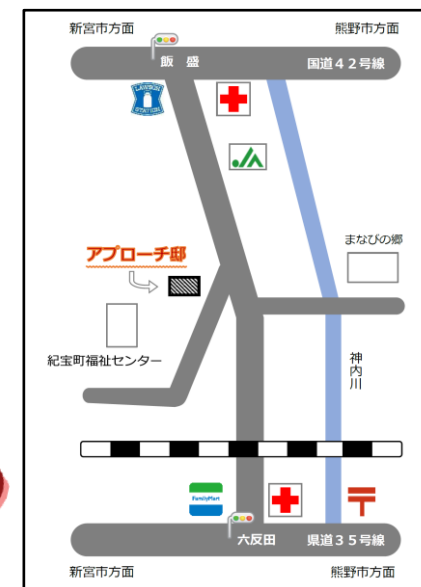 新宮市方面
熊野市方面
飯 盛
国道42号線
LAWSON
STATION
JA
まなびの郷
アプローチ邸
紀宝町福祉センター
神内川
FamilyMart
六反田
県道35号線
新宮市方面
熊野市方面